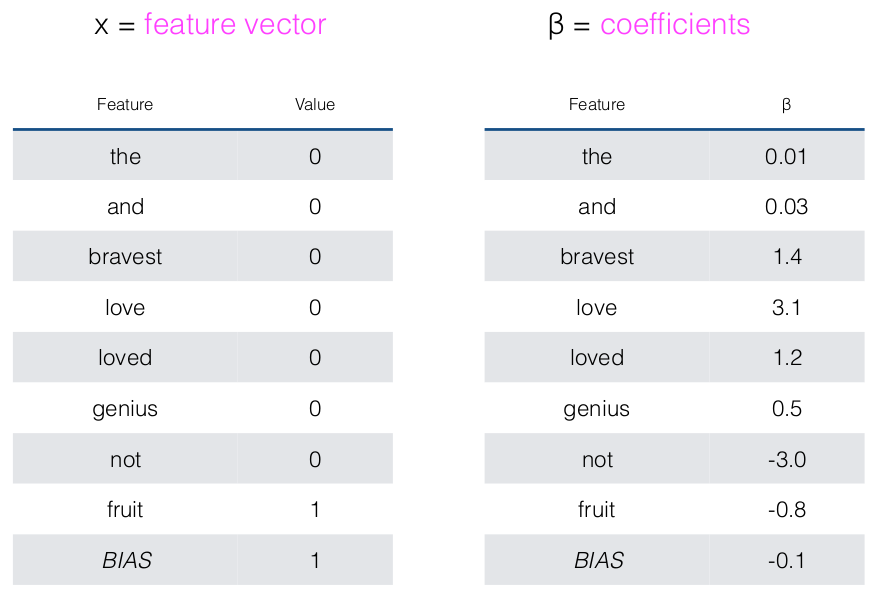 x = feature vector
β = coefficients
Feature Value
the 0
and 0
bravest 0
love 0
loved 0
genius 0
not 0
fruit 1
BIAS 1
Feature β
the 0.01
and 0.03
bravest 1.4
love 3.1
loved 1.2
genius 0.5
not -3.0
fruit -0.8
BIAS -0.1